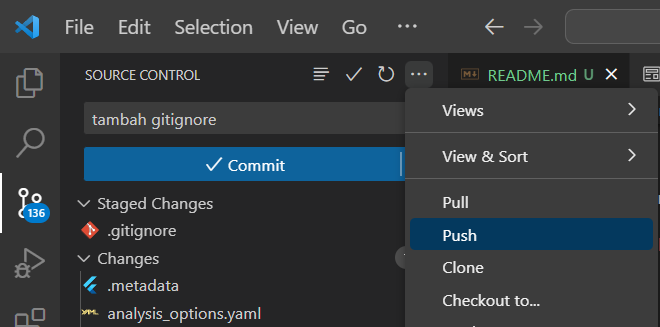 File Edit Selection View Go ...
SOURCE CONTROL
README.md U
tambah gitignore
Commit
136
Staged Changes
.gitignore
Changes
.metadata
analysis_options.yaml
Views
View & Sort
Pull
Push
Clone
Checkout to...